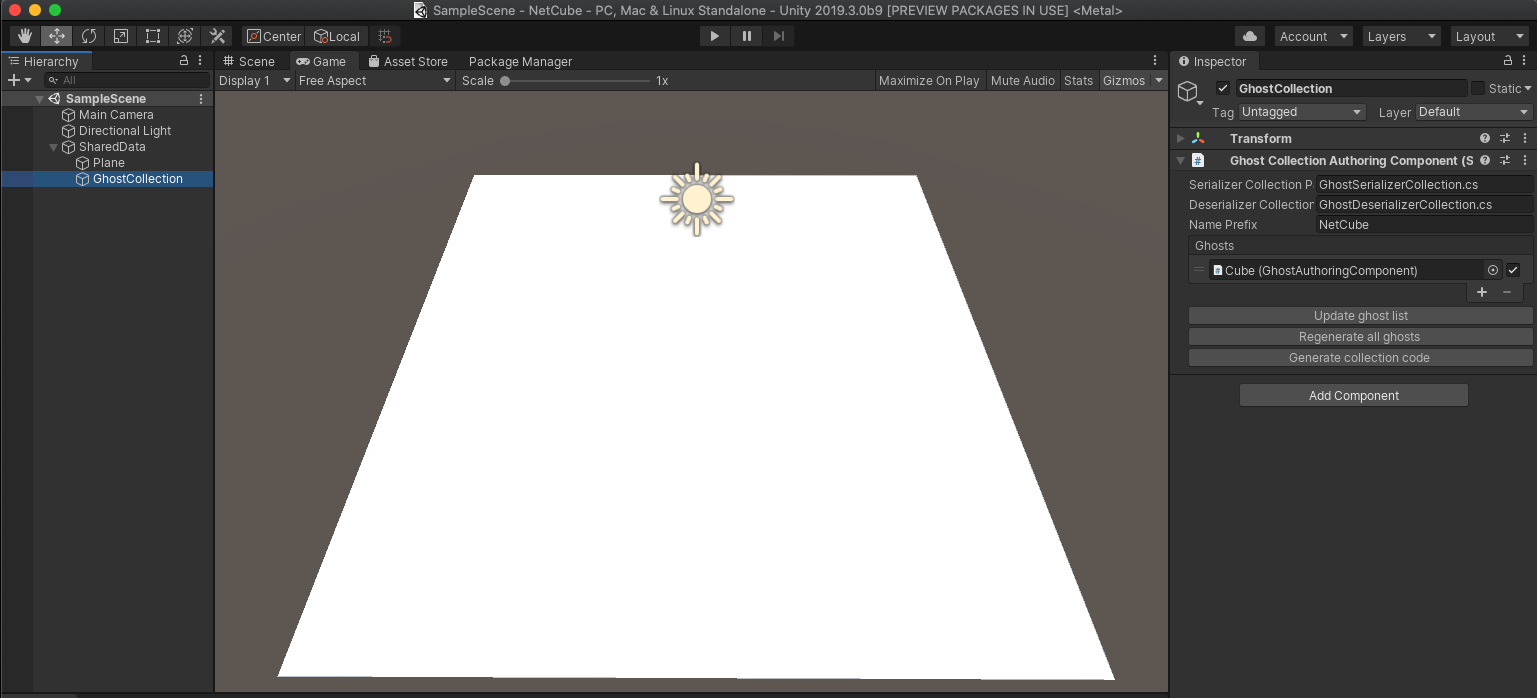 SampleScene - NetCube - PC, Mac & Linux Standalone - Unity 2019.3.0b9 [PREVIEW PACKAGES IN USE] <Metal>
Center Local Account Layers Layout
Hierarchy
All
SampleScene
Main Camera
Directional Light
SharedData
Plane
GhostCollection
Scene Game Asset Store Package Manager
Display 1 Free Aspect Scale 1x Maximize On Play Mute Audio Stats Gizmos
Inspector
GhostCollection Static
Tag Untagged Layer Default
Transform
# Ghost Collection Authoring Component (S
Serializer Collection P GhostSerializerCollection.cs
Deserializer Collection GhostDeserializerCollection.cs
Name Prefix NetCube
Ghosts
Cube (GhostAuthoringComponent)
+ −
Update ghost list
Regenerate all ghosts
Generate collection code
Add Component